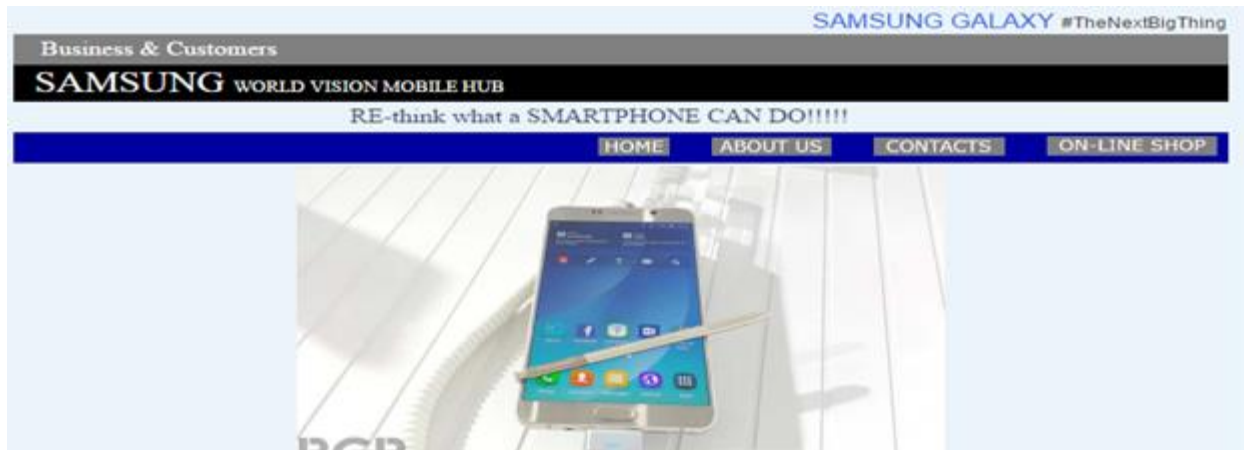 SAMSUNG GALAXY #TheNextBigThing
Business & Customers
SAMSUNG WORLD VISION MOBILE HUB
RE-think what a SMARTPHONE CAN DO!!!!!
HOME ABOUT US CONTACTS ON-LINE SHOP
BGR